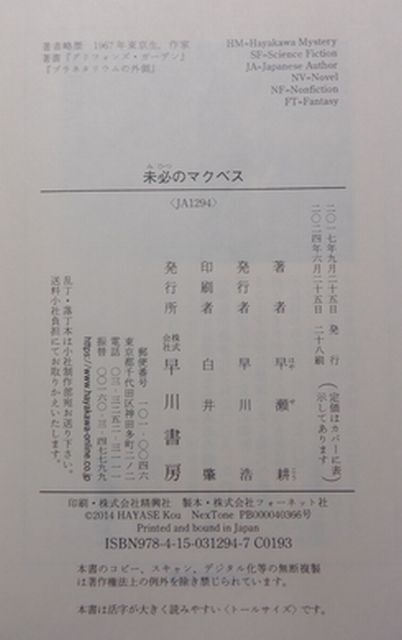 著者略歴 1967年東京生，作家
著書『グリフォンズ・ガーデン』
『プラネタリウムの外側』
HM=Hayakawa Mystery
SF=Science Fiction
JA=Japanese Author
NV=Novel
NF=Nonfiction
FT=Fantasy
みひつ
未必のマクベス
〈JA1294〉
二〇一七年九月二十五日 発行
二〇二四年六月二十五日 二十八刷
（定価はカバーに表示してあります）
著者 早瀬耕
はやせ こう
発行者 早川浩
印刷者 白井肇
発行所 株式会社 早川書房
郵便番号 一〇一-〇〇四六
東京都千代田区神田多町二ノ二
電話 〇三-三二五二-三一一一
振替 〇〇一六〇-三-四七七九九
https://www.hayakawa-online.co.jp
乱丁・落丁本は小社制作部宛お送り下さい。
送料小社負担にてお取りかえいたします。
印刷・株式会社精興社 製本・株式会社フォーネット社
©2014 HAYASE Kou NexTone PB000040366号
Printed and bound in Japan
ISBN978-4-15-031294-7 C0193
本書のコピー、スキャン、デジタル化等の無断複製
は著作権法上の例外を除き禁じられています。
本書は活字が大きく読みやすい〈トールサイズ〉です。